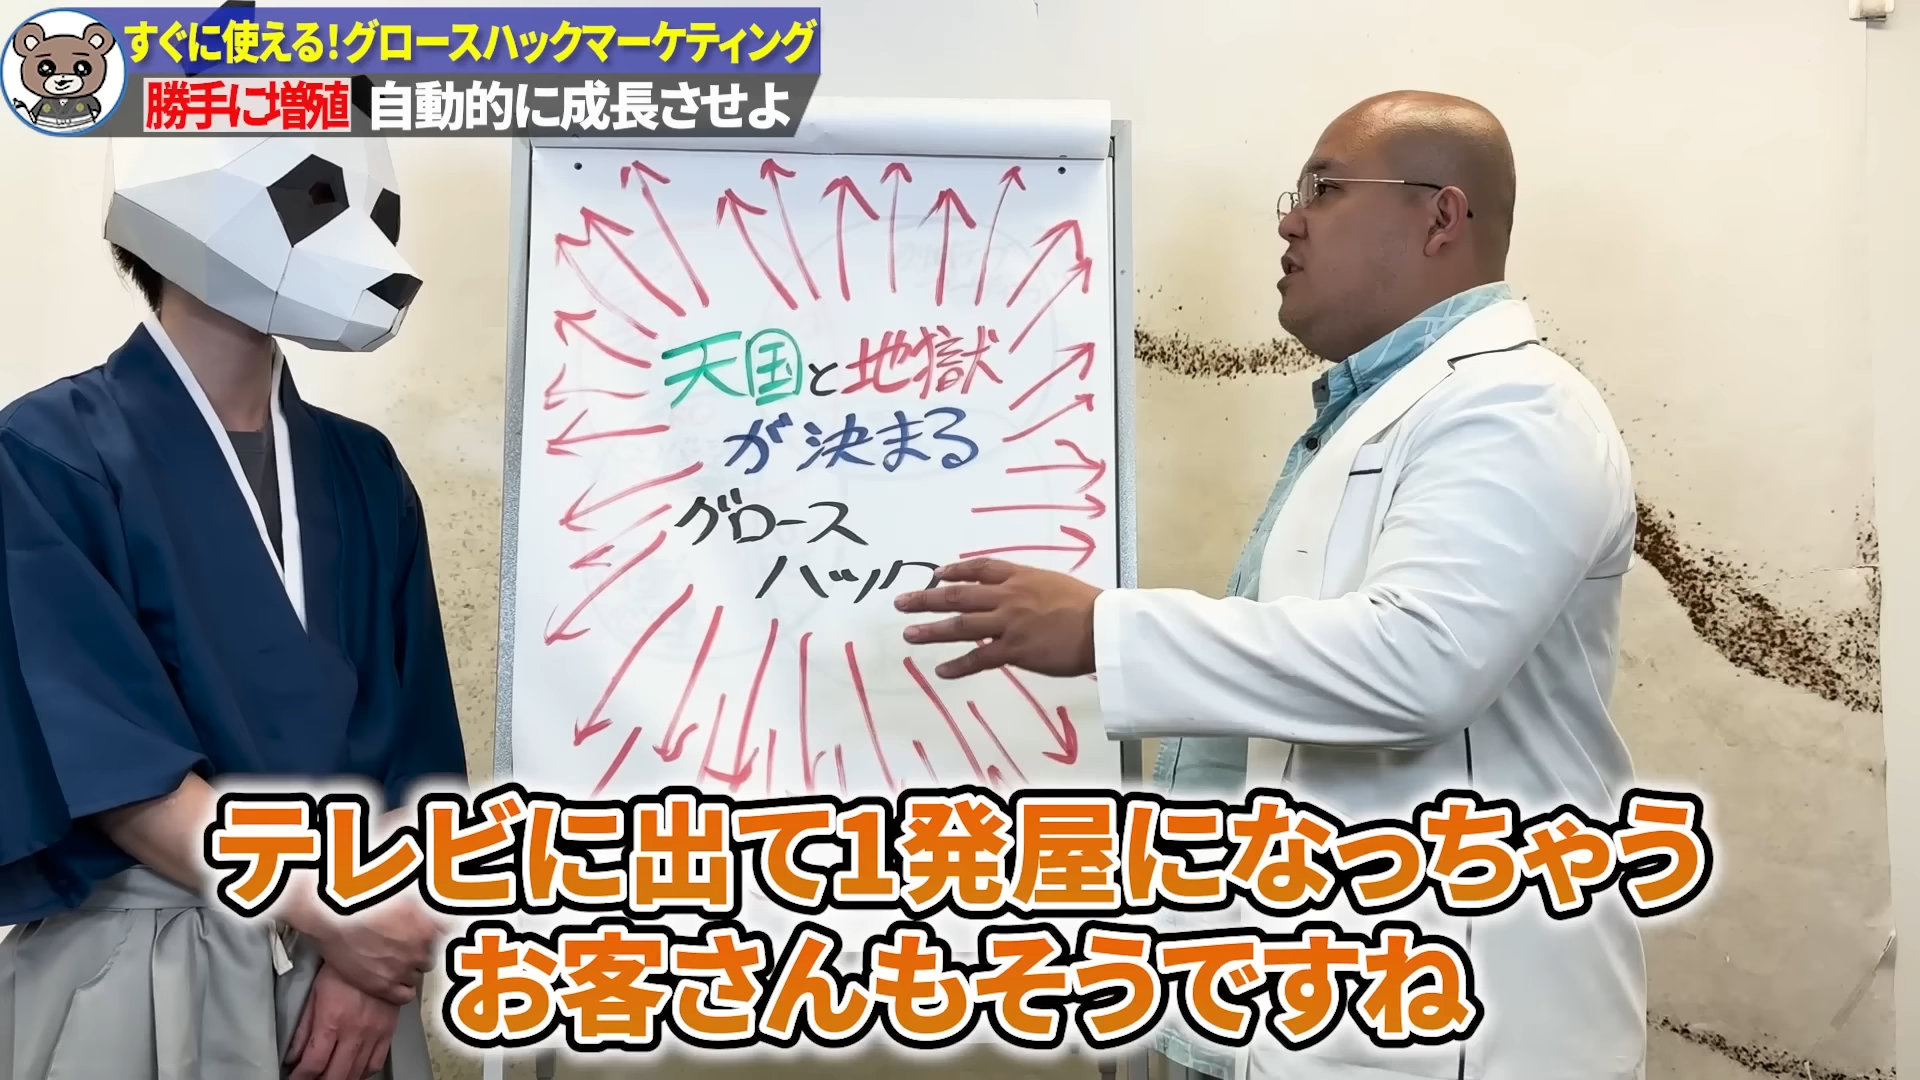 すぐに使える!グロースハックマーケティング
勝手に増殖 自動的に成長させよ
天国と地獄
が決まる
グロース
ハック
テレビに出て1発屋になっちゃう
お客さんもそうですね